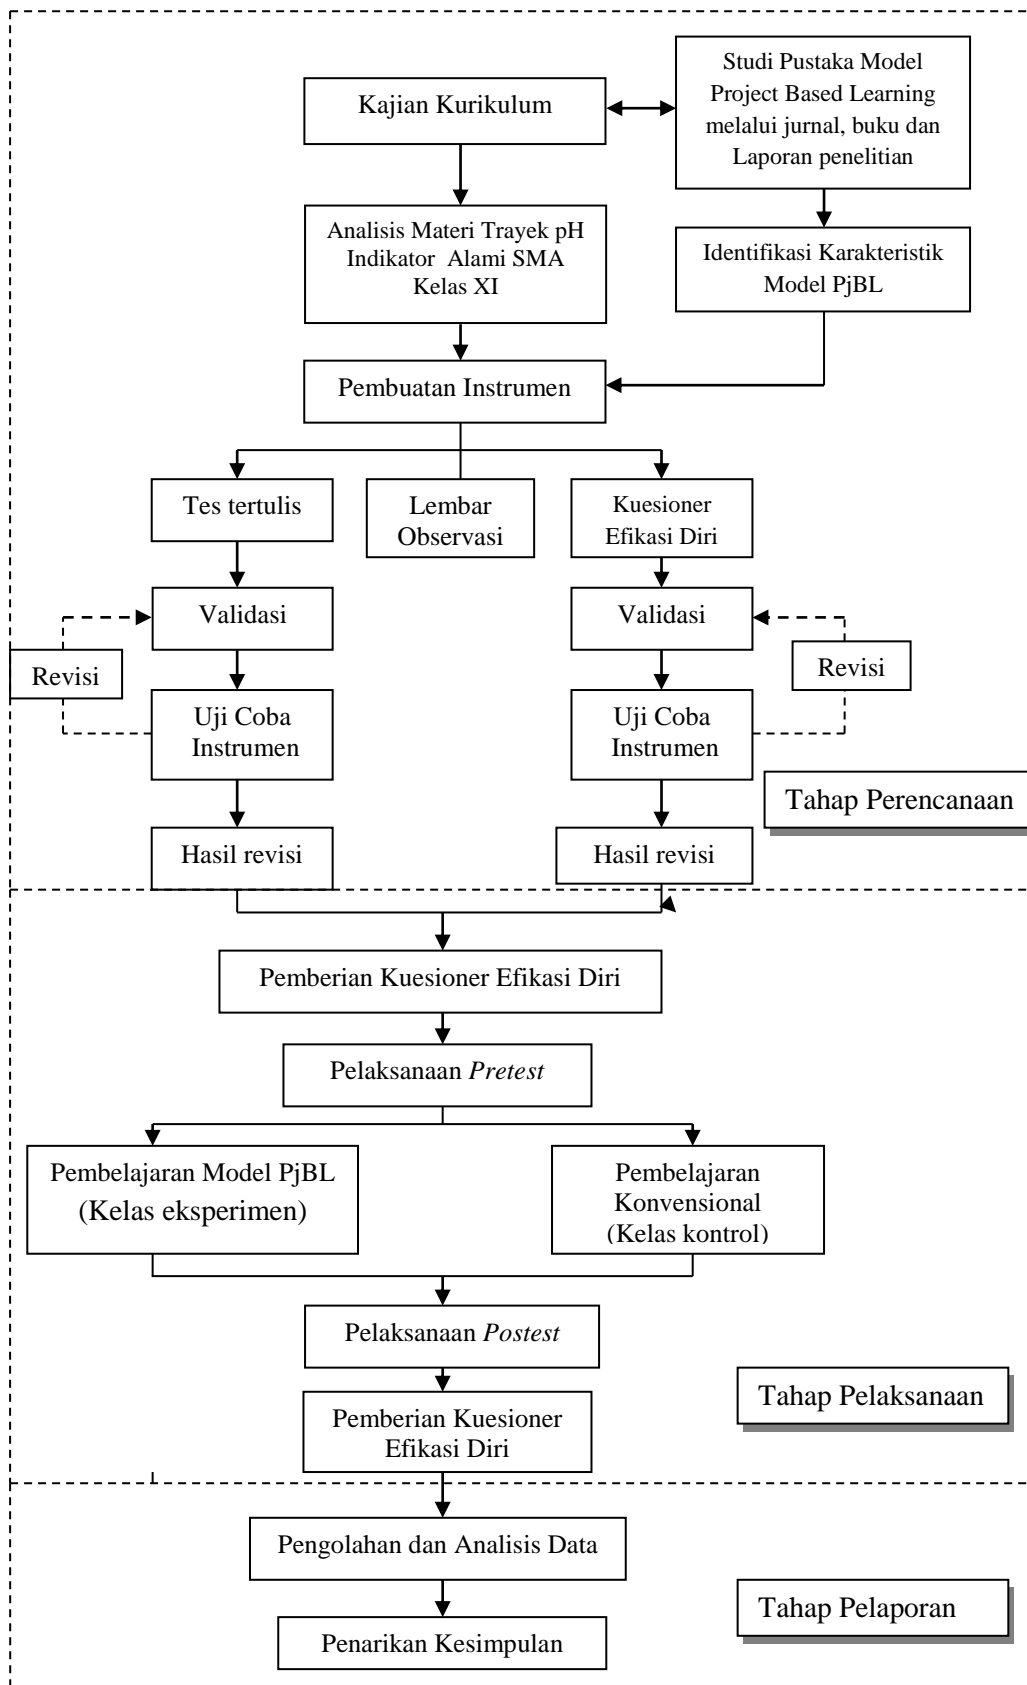 Studi Pustaka Model
Project Based Learning
melalui jurnal, buku dan
Laporan penelitian
Kajian Kurikulum
Analisis Materi Trayek pH
Indikator Alami SMA
Kelas XI
Identifikasi Karakteristik
Model PjBL
Pembuatan Instrumen
Tes tertulis
Lembar
Observasi
Kuesioner
Efikasi Diri
Validasi
Validasi
Revisi
Revisi
Uji Coba
Instrumen
Uji Coba
Instrumen
Tahap Perencanaan
Hasil revisi
Hasil revisi
Pemberian Kuesioner Efikasi Diri
Pelaksanaan Pretest
Pembelajaran Model PjBL
(Kelas eksperimen)
Pembelajaran
Konvensional
(Kelas kontrol)
Pelaksanaan Postest
Tahap Pelaksanaan
Pemberian Kuesioner
Efikasi Diri
Pengolahan dan Analisis Data
Tahap Pelaporan
Penarikan Kesimpulan